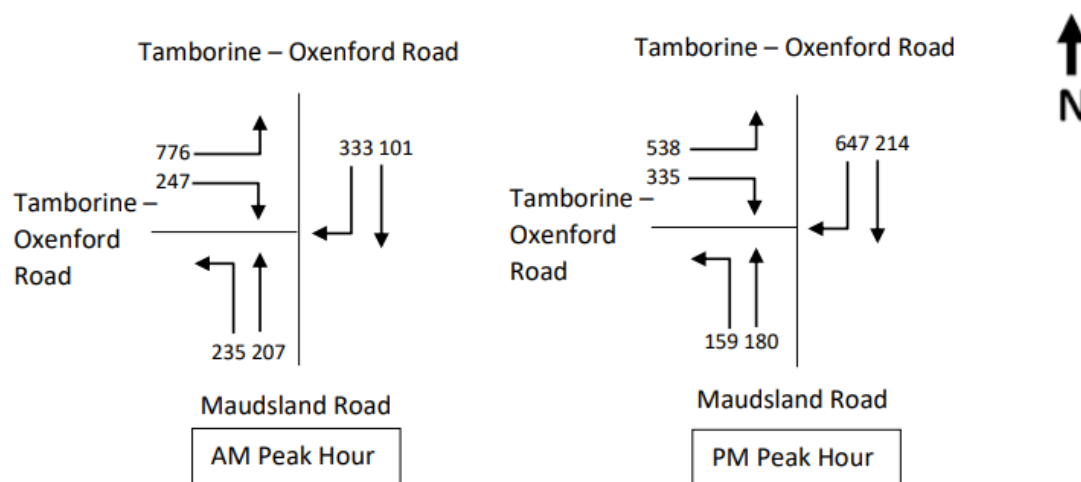 Tamborine – Oxenford Road
776
247
333 101
Tamborine –
Oxenford
Road
235 207
Maudsland Road
AM Peak Hour
Tamborine – Oxenford Road
538
335
647 214
Tamborine –
Oxenford
Road
159 180
Maudsland Road
PM Peak Hour
N